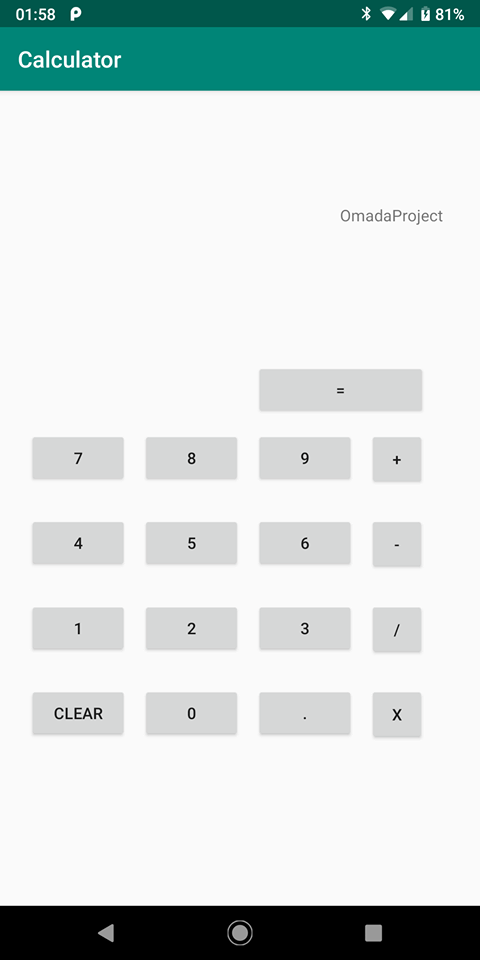 01:58 81%
Calculator
OmadaProject
=
7 8 9 +
4 5 6 -
1 2 3 /
CLEAR 0 . X